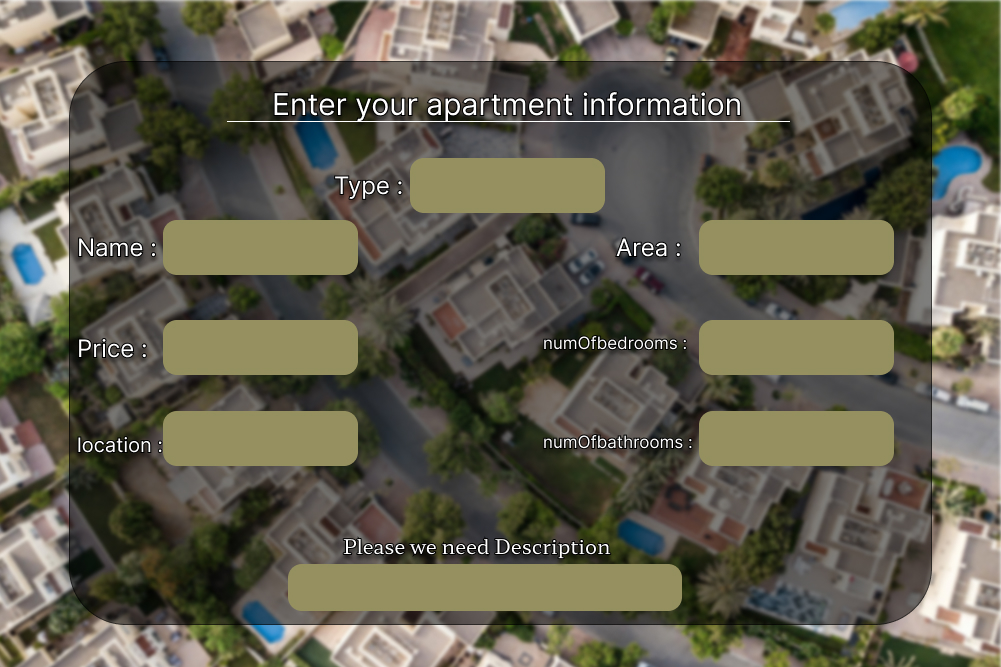 Enter your apartment information
Type :
Name :
Area :
Price :
numOfbedrooms :
location :
numOfbathrooms :
Please we need Description